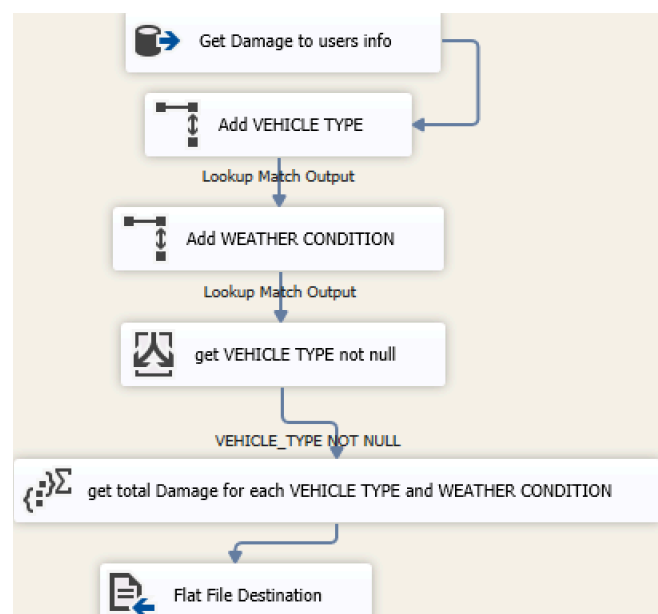 Get Damage to users info
Add VEHICLE TYPE
Lookup Match Output
Add WEATHER CONDITION
Lookup Match Output
get VEHICLE TYPE not null
VEHICLE_TYPE NOT NULL
get total Damage for each VEHICLE TYPE and WEATHER CONDITION
Flat File Destination